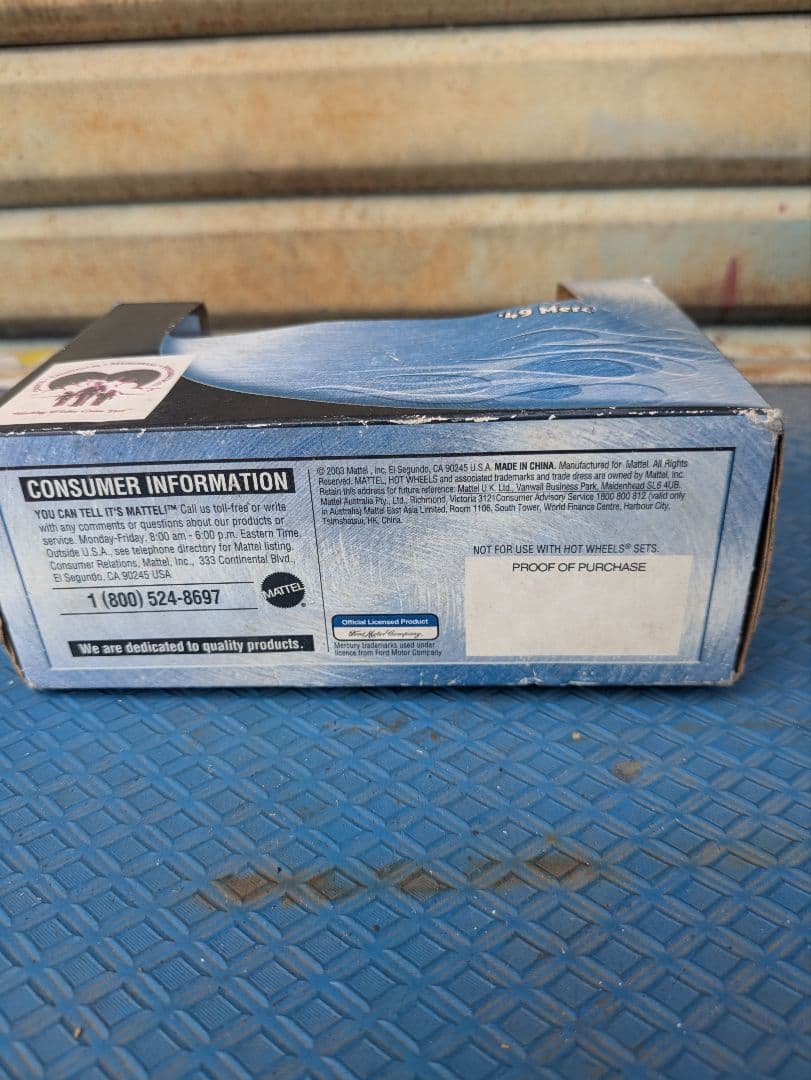 '49 Merc
CONSUMER INFORMATION
YOU CAN TELL IT'S MATTEL!™ Call us toll-free or write
with any comments or questions about our products or
service. Monday-Friday, 8:00 am - 6:00 p.m. Eastern Time.
Outside U.S.A., see telephone directory for Mattel listing.
Consumer Relations, Mattel, Inc., 333 Continental Blvd.,
El Segundo, CA 90245 USA
1 (800) 524-8697
MATTEL
®
We are dedicated to quality products.
© 2003 Mattel, Inc, El Segundo, CA 90245 U.S.A. MADE IN CHINA. Manufactured for Mattel. All Rights
Reserved. MATTEL, HOT WHEELS and associated trademarks and trade dress are owned by Mattel, Inc.
Retain this address for future reference: Mattel U.K. Ltd., Vanwall Business Park, Maidenhead SL6 4UB.
Mattel Australia Pty., Ltd., Richmond, Victoria 3121 Consumer Advisory Service 1800 800 812 (valid only
in Australia) Mattel East Asia Limited, Room 1106, South Tower, World Finance Centre, Harbour City,
Tsimshatsui, HK, China.
Official Licensed Product
Ford Motor Company,
Mercury trademarks used under
licence from Ford Motor Company
NOT FOR USE WITH HOT WHEELS® SETS.
PROOF OF PURCHASE